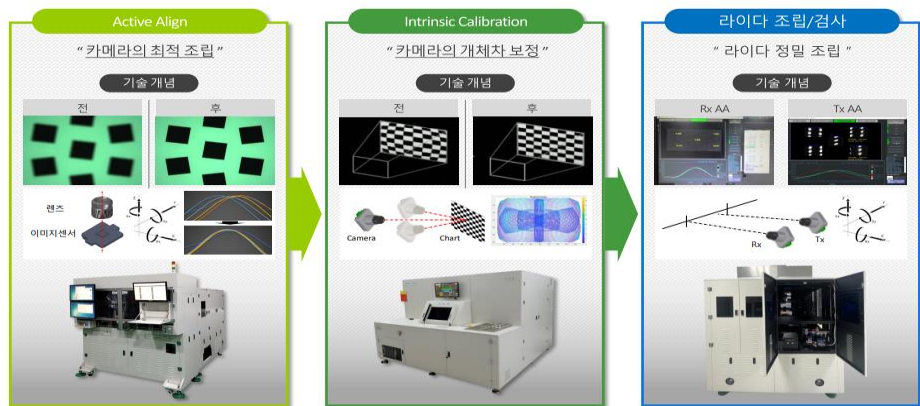 Active Align
“ 카메라의 최적 조립”
기술 개념
전
후
렌즈
이미지센서
Intrinsic Calibration
“ 카메라의 개체차 보정”
기술 개념
전
후
Camera
Chart
라이다 조립/검사
“ 라이다 정밀 조립 ”
기술 개념
Rx AA
Tx AA
Rx
Tx